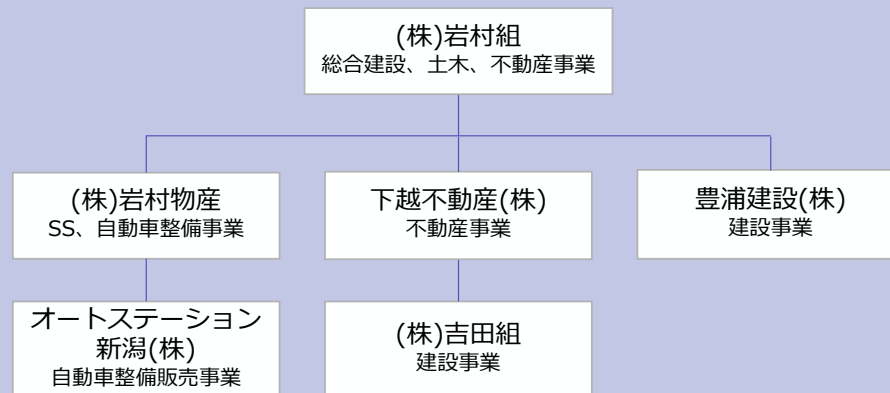 (株)岩村組
総合建設、土木、不動産事業
(株)岩村物産
SS、自動車整備事業
下越不動産(株)
不動産事業
豊浦建設(株)
建設事業
オートステーション
新潟(株)
自動車整備販売事業
(株)吉田組
建設事業